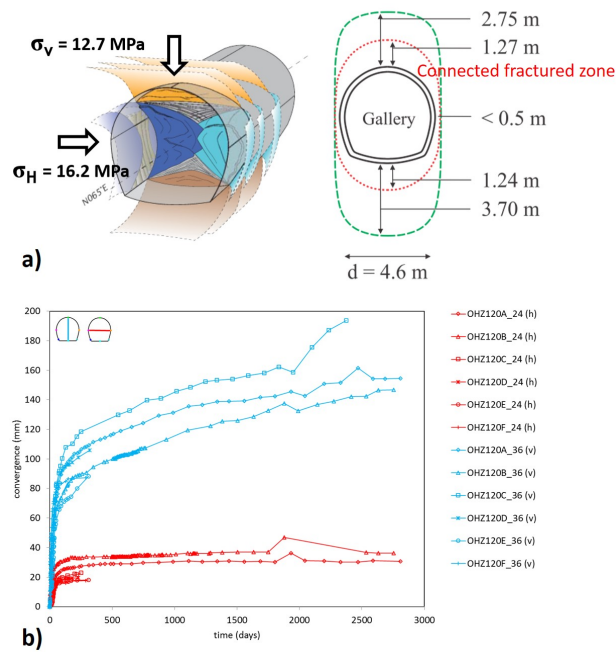 a)
σv = 12.7 MPa
σH = 16.2 MPa
N065°E
2.75 m
1.27 m
Connected fractured zone
Gallery
< 0.5 m
1.24 m
3.70 m
d = 4.6 m
b)
convergence (mm)
200
180
160
140
120
100
80
60
40
20
0
0
500
1000
1500
2000
2500
3000
time (days)
OHZ120A_24 (h)
OHZ120B_24 (h)
OHZ120C_24 (h)
OHZ120D_24 (h)
OHZ120E_24 (h)
OHZ120F_24 (h)
OHZ120A_36 (v)
OHZ120B_36 (v)
OHZ120C_36 (v)
OHZ120D_36 (v)
OHZ120E_36 (v)
OHZ120F_36 (v)